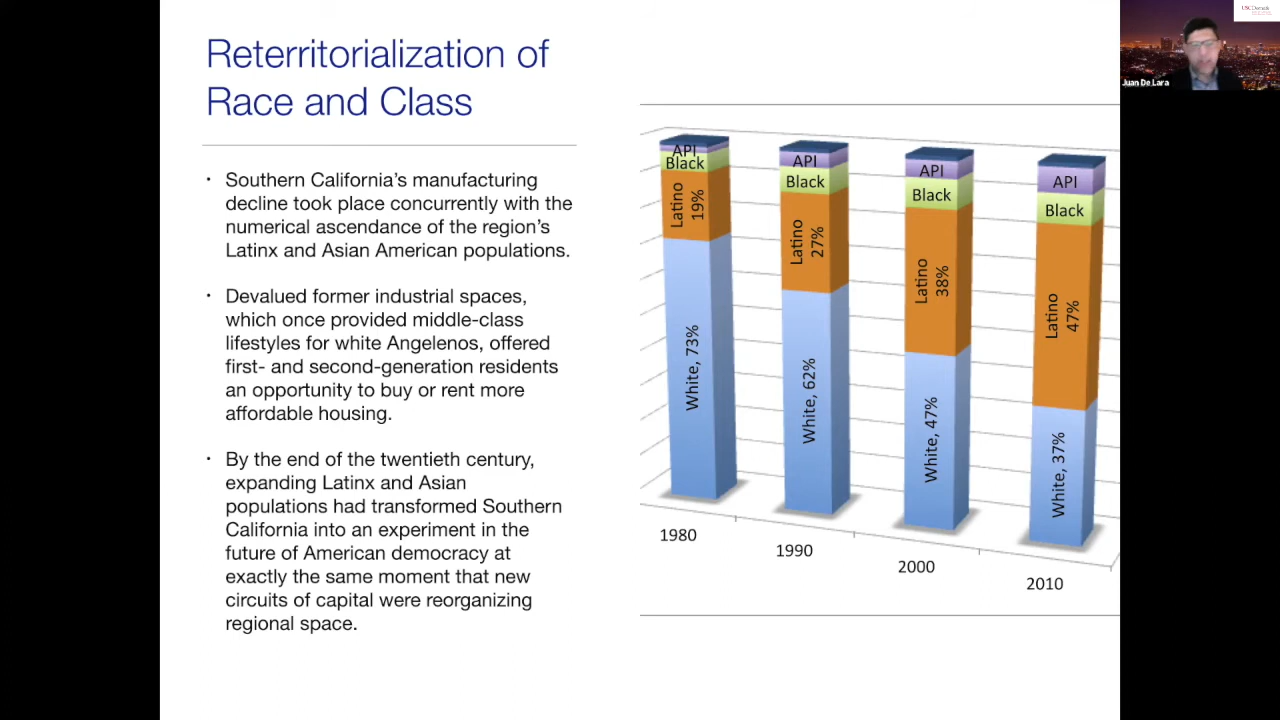 Reterritorialization of
Race and Class
• Southern California’s manufacturing
decline took place concurrently with the
numerical ascendance of the region’s
Latinx and Asian American populations.
• Devalued former industrial spaces,
which once provided middle-class
lifestyles for white Angelenos, offered
first- and second-generation residents
an opportunity to buy or rent more
affordable housing.
• By the end of the twentieth century,
expanding Latinx and Asian
populations had transformed Southern
California into an experiment in the
future of American democracy at
exactly the same moment that new
circuits of capital were reorganizing
regional space.
API
Black
Latino
19%
White, 73%
1980
API
Black
Latino
27%
White, 62%
1990
API
Black
Latino
38%
White, 47%
2000
API
Black
Latino
47%
White, 37%
2010
USC Dornsife
Juan De Lara